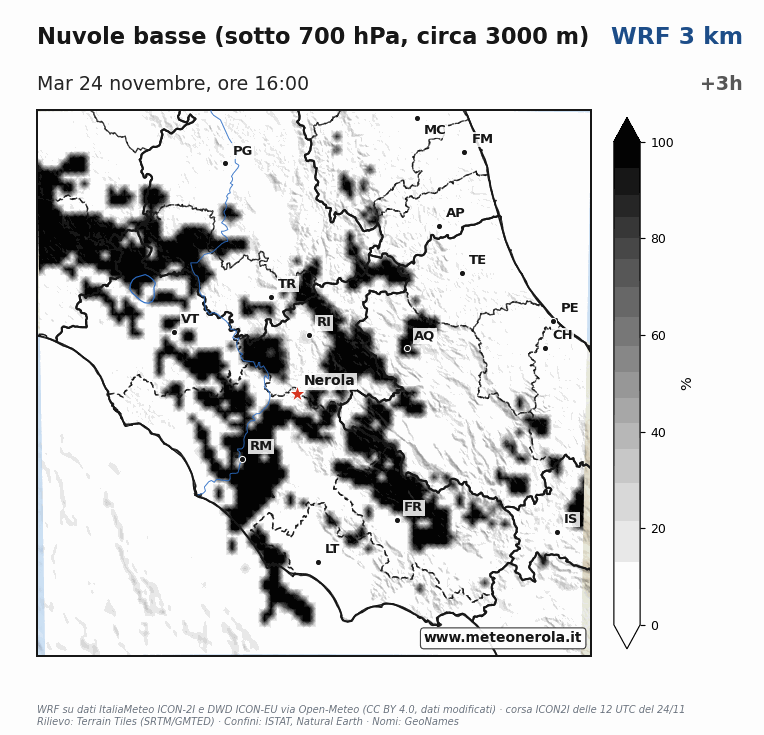 Nuvole basse (sotto 700 hPa, circa 3000 m) WRF 3 km
Mar 24 novembre, ore 16:00 +3h
MC
FM
PG
AP
TE
TR
PE
VT
RI
AQ
CH
Nerola
RM
FR
IS
LT
www.meteonerola.it
100
80
60
40
20
0
%
WRF su dati ItaliaMeteo ICON-2I e DWD ICON-EU via Open-Meteo (CC BY 4.0, dati modificati) · corsa ICON2I delle 12 UTC del 24/11
Rilievo: Terrain Tiles (SRTM/GMTED) · Confini: ISTAT, Natural Earth · Nomi: GeoNames